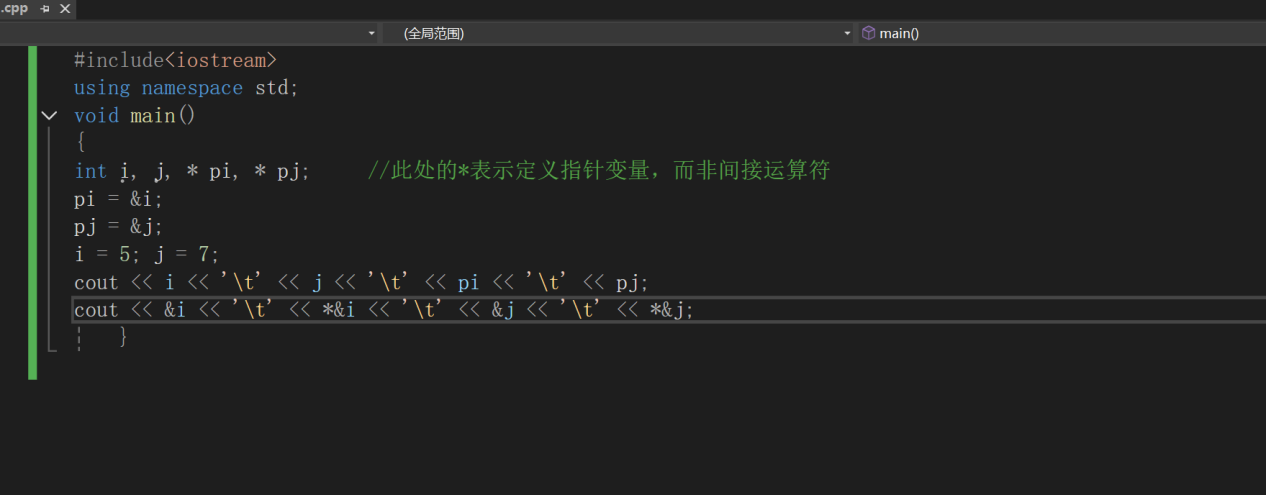 .cpp
(全局范围) main()
#include<iostream>
using namespace std;
void main()
{
int i, j, * pi, * pj;     //此处的*表示定义指针变量，而非间接运算符
pi = &i;
pj = &j;
i = 5; j = 7;
cout << i << '\t' << j << '\t' << pi << '\t' << pj;
cout << &i << '\t' << *&i << '\t' << &j << '\t' << *&j;
}